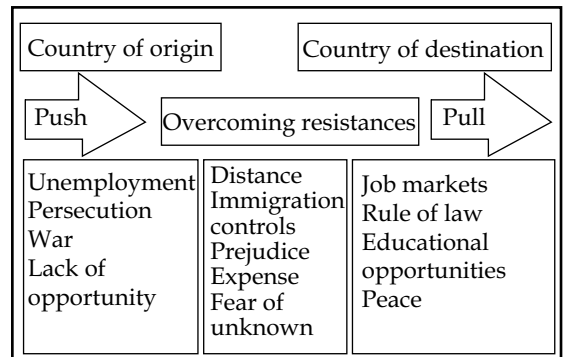 Country of origin
Country of destination
Push
Overcoming resistances
Pull
Unemployment
Persecution
War
Lack of
opportunity
Distance
Immigration
controls
Prejudice
Expense
Fear of
unknown
Job markets
Rule of law
Educational
opportunities
Peace